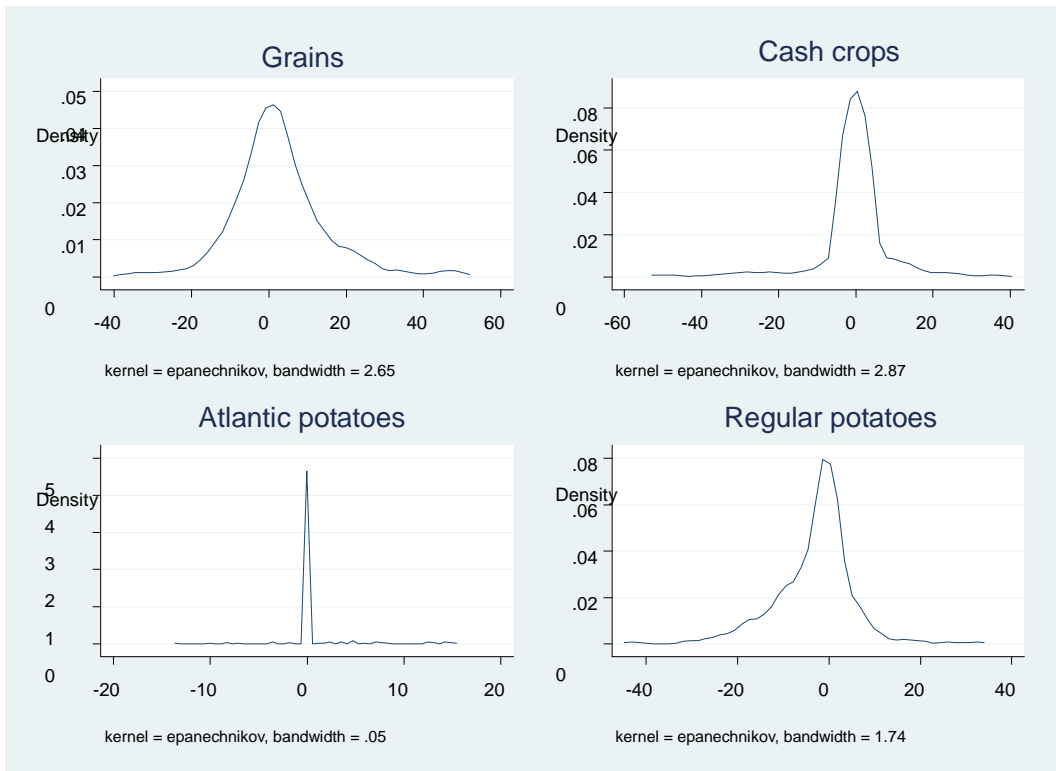 Grains
.05
Density
.04
.03
.02
.01
0
-40 -20 0 20 40 60
kernel = epanechnikov, bandwidth = 2.65
Cash crops
.08
Density
.06
.04
.02
0
-60 -40 -20 0 20 40
kernel = epanechnikov, bandwidth = 2.87
Atlantic potatoes
5
Density
4
3
2
1
0
-20 -10 0 10 20
kernel = epanechnikov, bandwidth = .05
Regular potatoes
.08
Density
.06
.04
.02
0
-40 -20 0 20 40
kernel = epanechnikov, bandwidth = 1.74